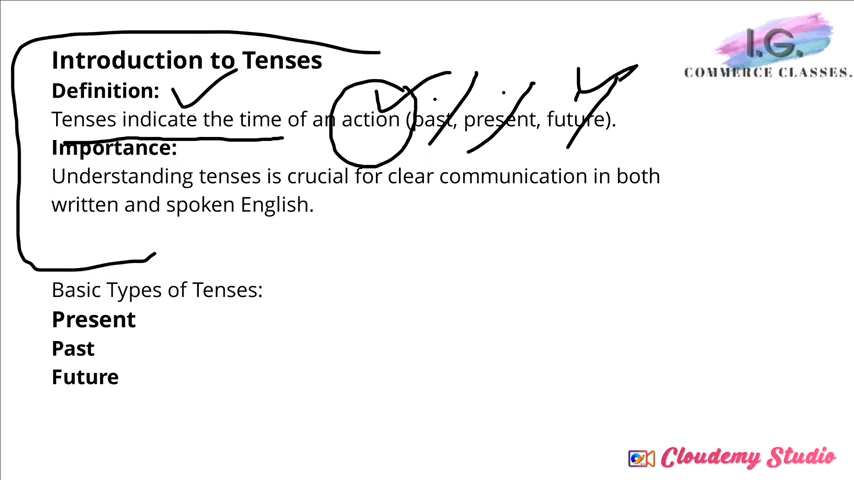 I.G.
COMMERCE CLASSES.
Introduction to Tenses
Definition:
Tenses indicate the time of an action (past, present, future).
Importance:
Understanding tenses is crucial for clear communication in both
written and spoken English.
Basic Types of Tenses:
Present
Past
Future
Cloudemy Studio